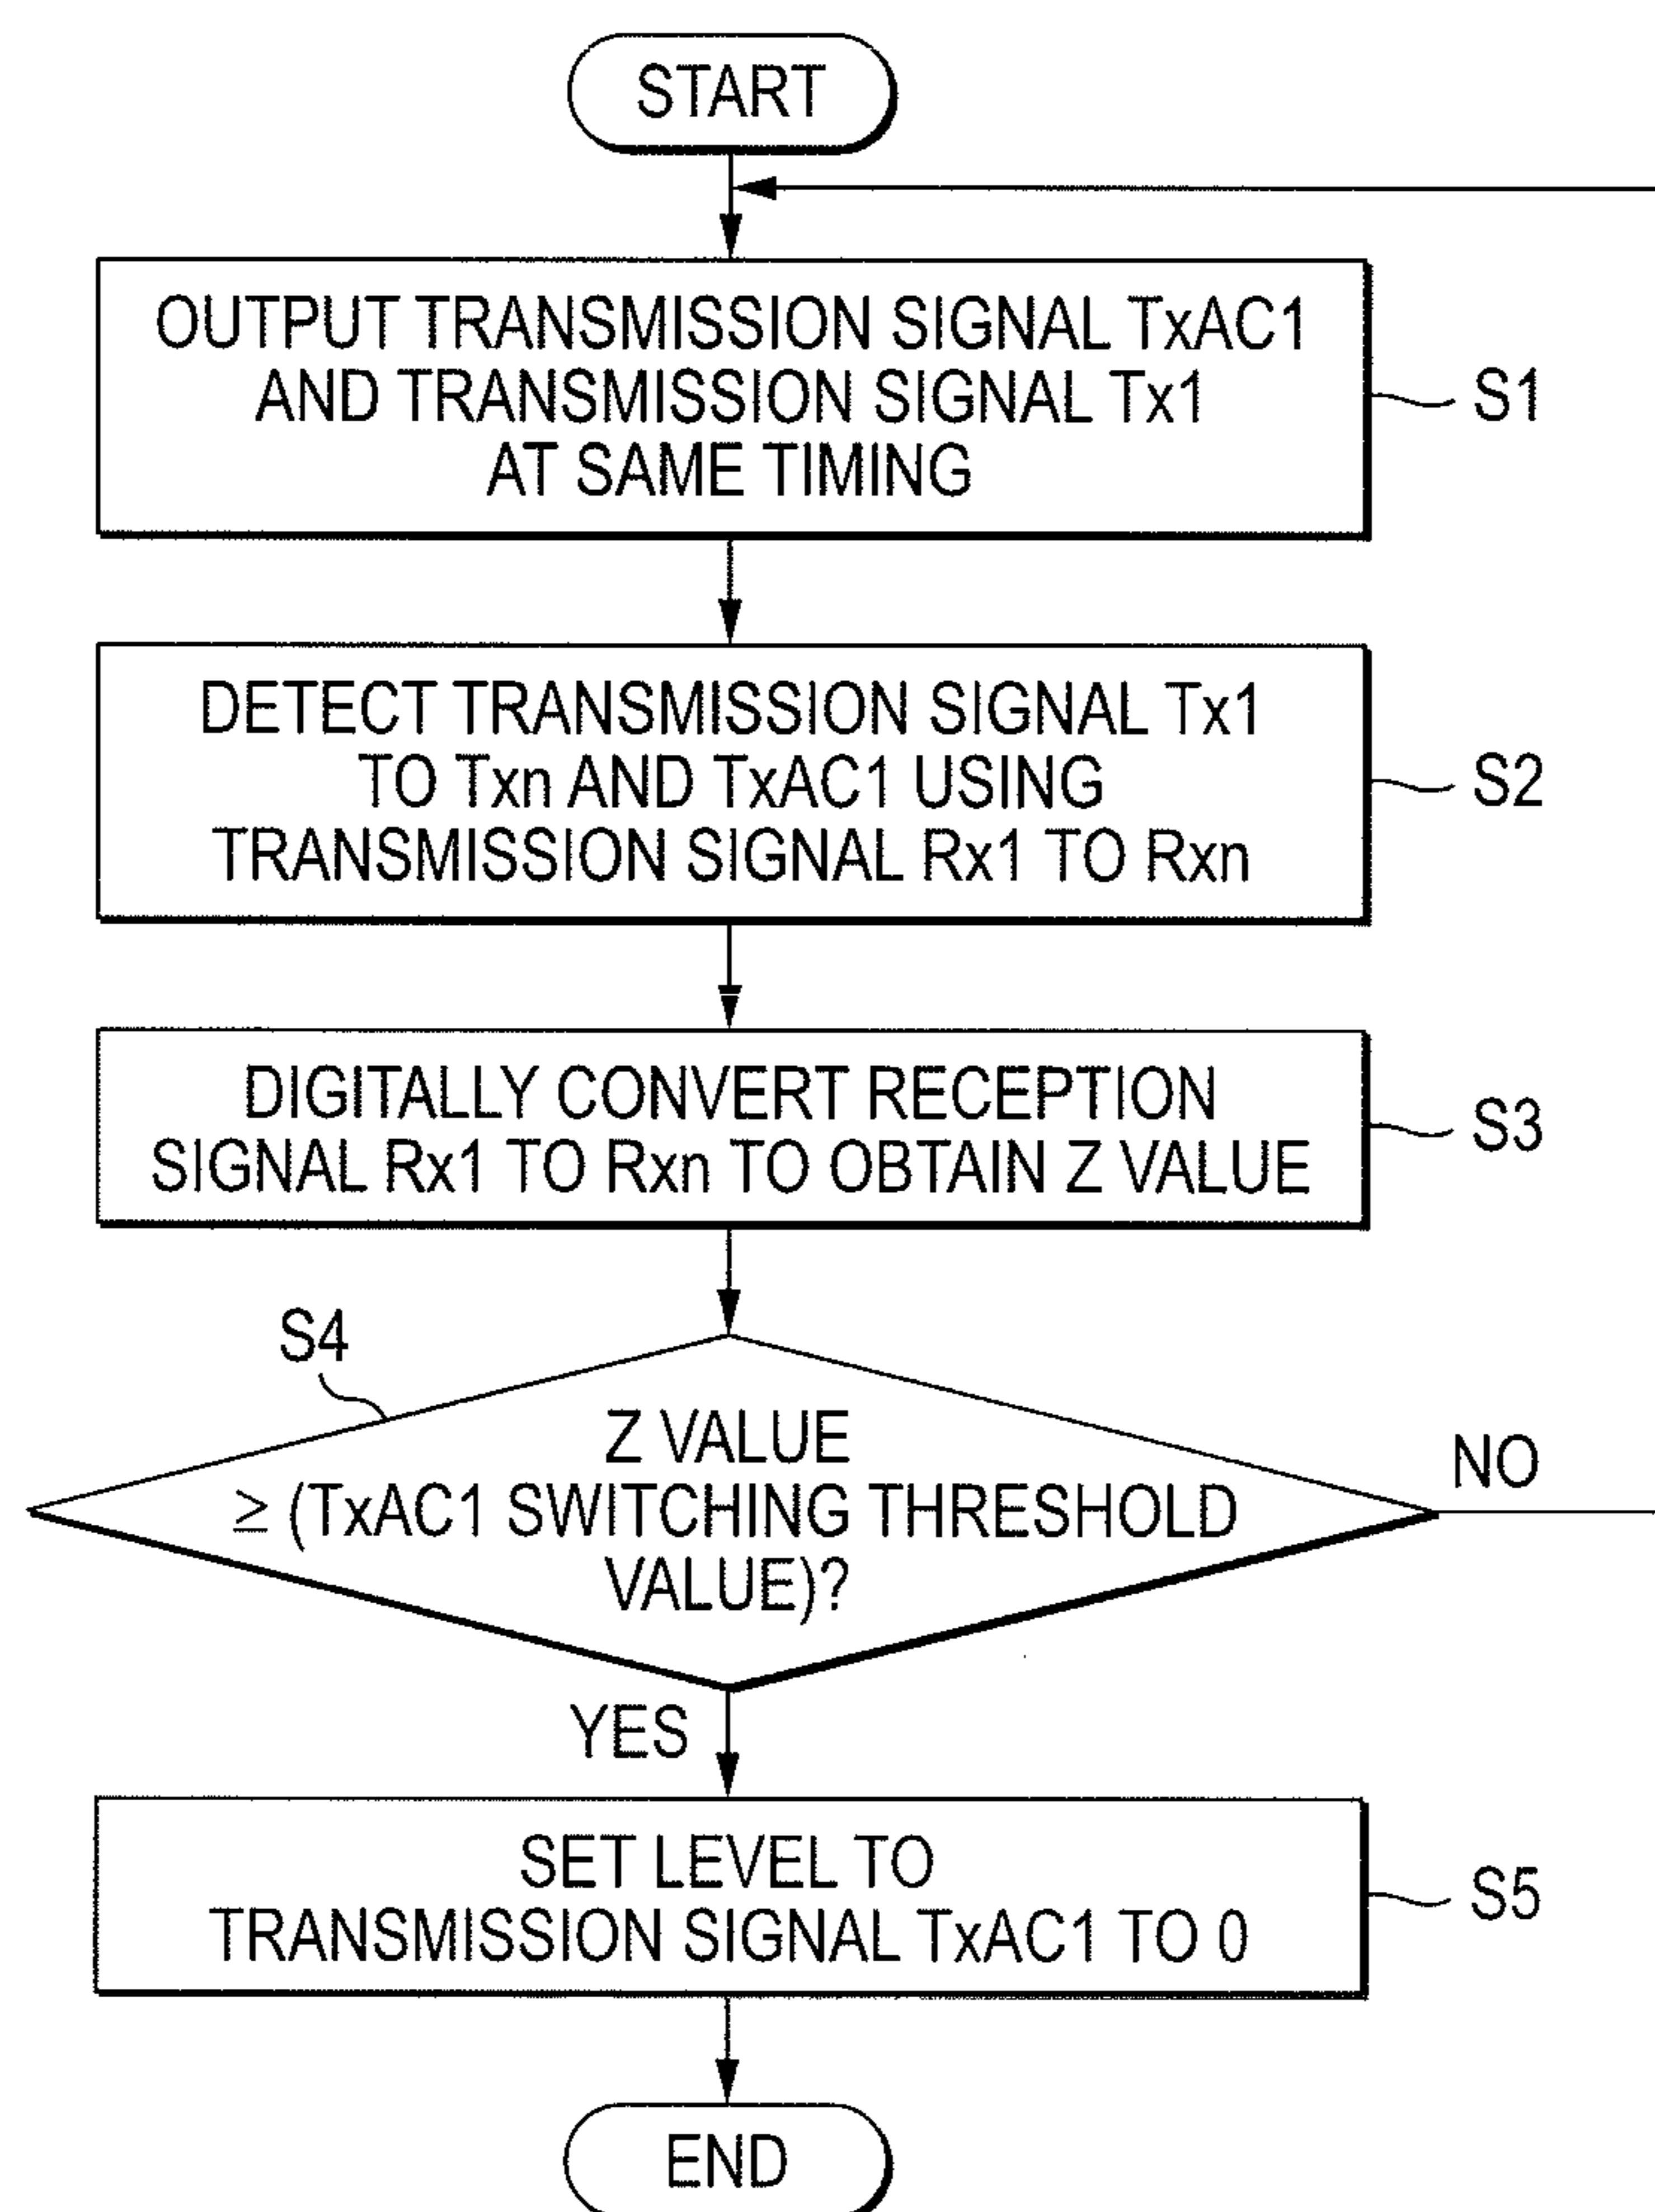 START
OUTPUT TRANSMISSION SIGNAL TxAC1
AND TRANSMISSION SIGNAL Tx1
AT SAME TIMING
S1
DETECT TRANSMISSION SIGNAL Tx1
TO Txn AND TxAC1 USING
TRANSMISSION SIGNAL Rx1 TO Rxn
S2
DIGITALLY CONVERT RECEPTION
SIGNAL Rx1 TO Rxn TO OBTAIN Z VALUE
S3
S4
Z VALUE
≥ (TxAC1 SWITCHING THRESHOLD
VALUE)?
NO
YES
SET LEVEL TO
TRANSMISSION SIGNAL TxAC1 TO 0
S5
END